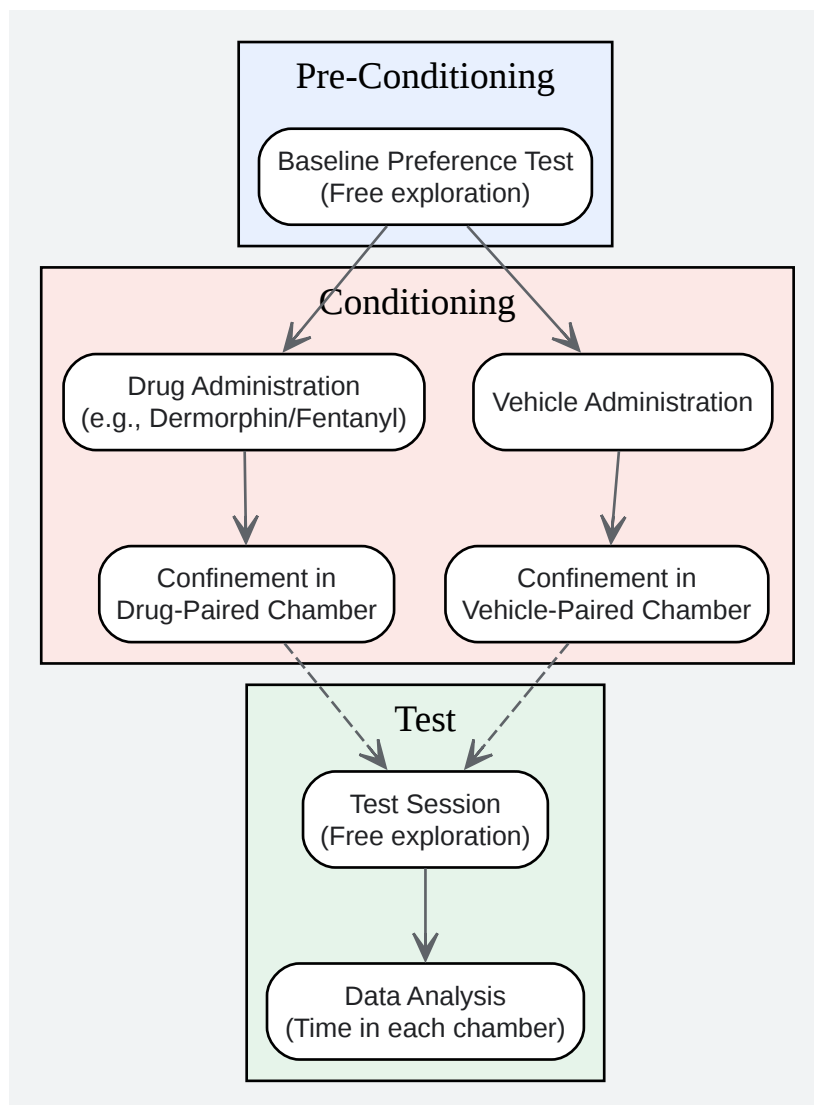 Pre-Conditioning
Baseline Preference Test
(Free exploration)
Conditioning
Drug Administration
(e.g., Dermorphin/Fentanyl)
Vehicle Administration
Confinement in
Drug-Paired Chamber
Confinement in
Vehicle-Paired Chamber
Test
Test Session
(Free exploration)
Data Analysis
(Time in each chamber)